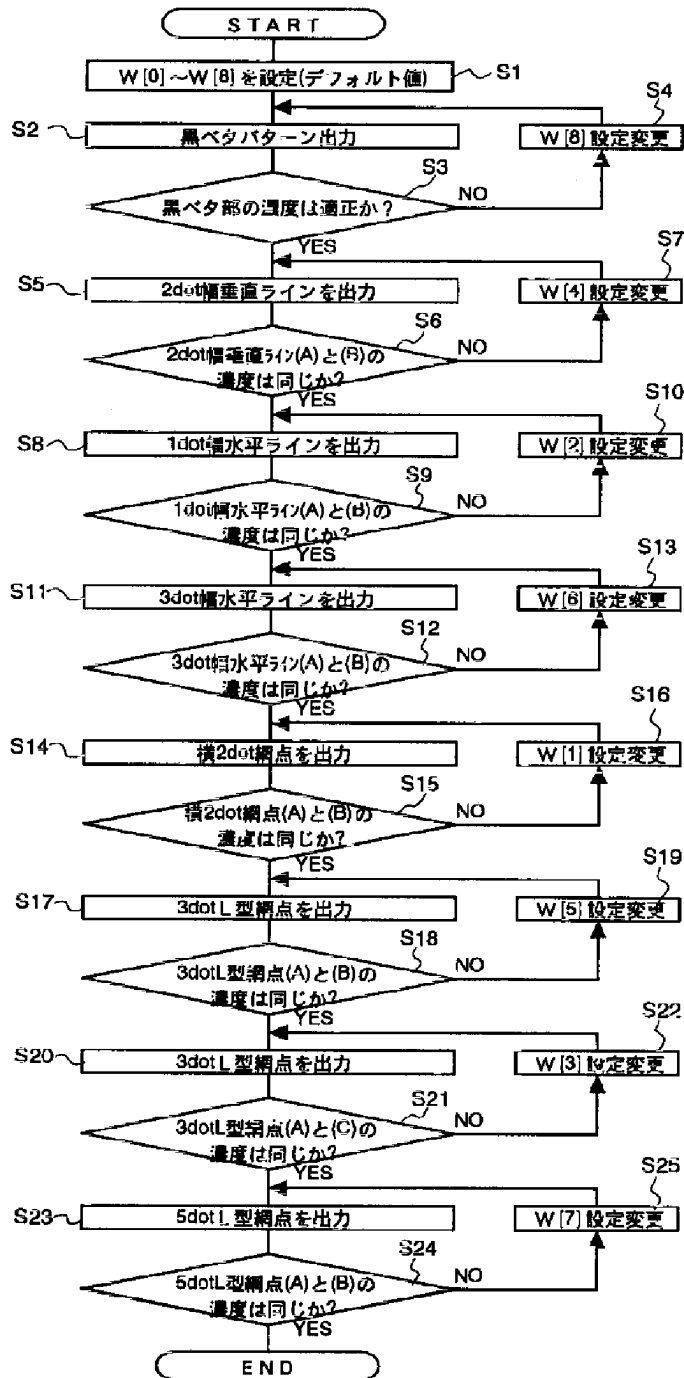 START
W[0]~W[8]を設定(デフォルト値)
S1
S4
S2
黒ベタパターン出力
W[8]設定変更
S3
黒ベタ部の濃度は適正か?
NO
YES
S7
S5
2dot幅垂直ラインを出力
W[4]設定変更
S6
2dot幅垂直ライン(A)と(B)の
濃度は同じか?
NO
YES
S10
S8
1dot幅水平ラインを出力
W[2]設定変更
S9
1dot幅水平ライン(A)と(B)の
濃度は同じか?
NO
YES
S13
S11
3dot幅水平ラインを出力
W[6]設定変更
S12
3dot幅水平ライン(A)と(B)の
濃度は同じか?
NO
YES
S16
S14
横2dot網点を出力
W[1]設定変更
S15
横2dot網点(A)と(B)の
濃度は同じか?
NO
YES
S19
S17
3dotL型網点を出力
W[5]設定変更
S18
3dotL型網点(A)と(B)の
濃度は同じか?
NO
YES
S22
S20
3dotL型網点を出力
W[3]設定変更
S21
3dotL型網点(A)と(C)の
濃度は同じか?
NO
YES
S25
S23
5dotL型網点を出力
W[7]設定変更
S24
5dotL型網点(A)と(B)の
濃度は同じか?
NO
YES
END